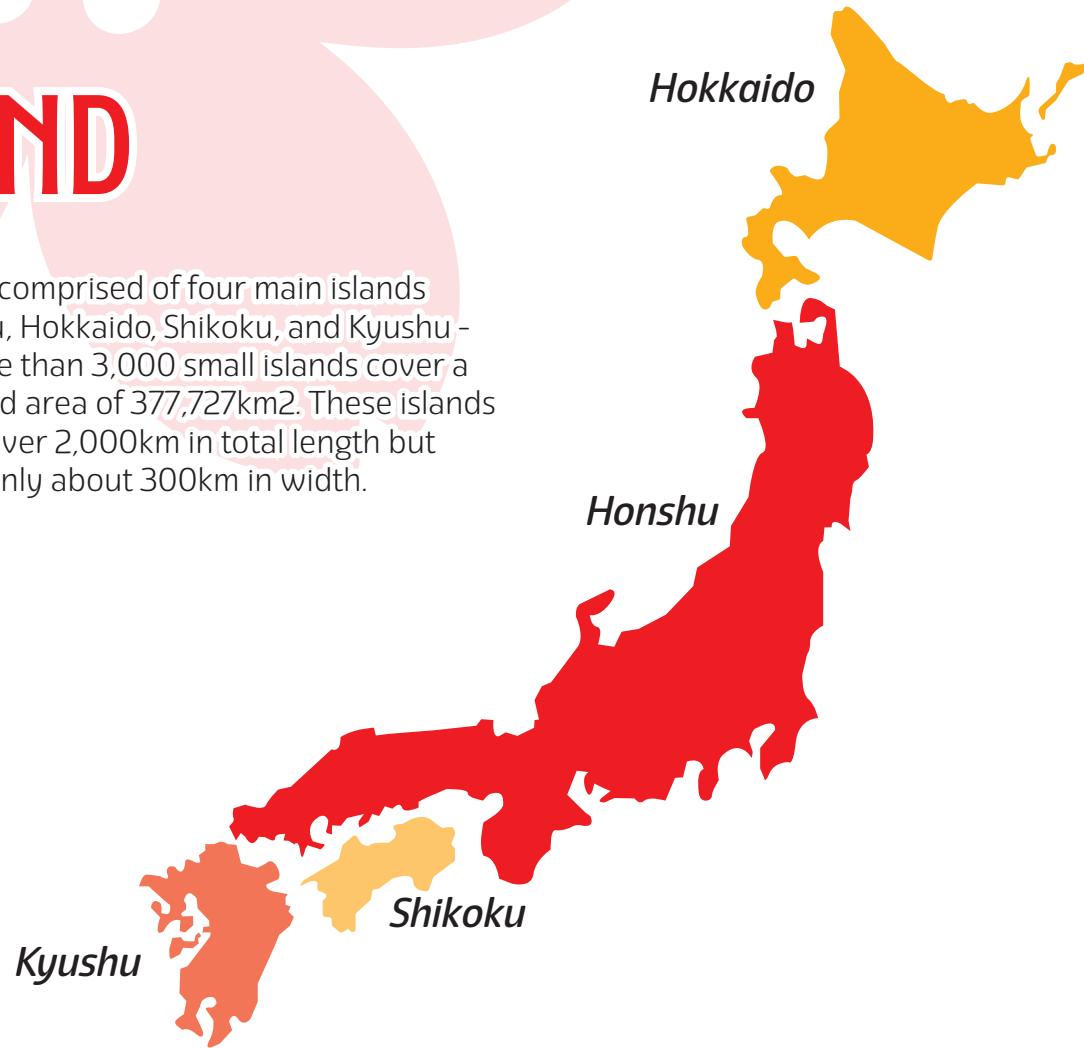 ND
Hokkaido
comprised of four main islands
u, Hokkaido, Shikoku, and Kyushu -
e than 3,000 small islands cover a
d area of 377,727km2. These islands
ver 2,000km in total length but
nly about 300km in width.
Honshu
Shikoku
Kyushu